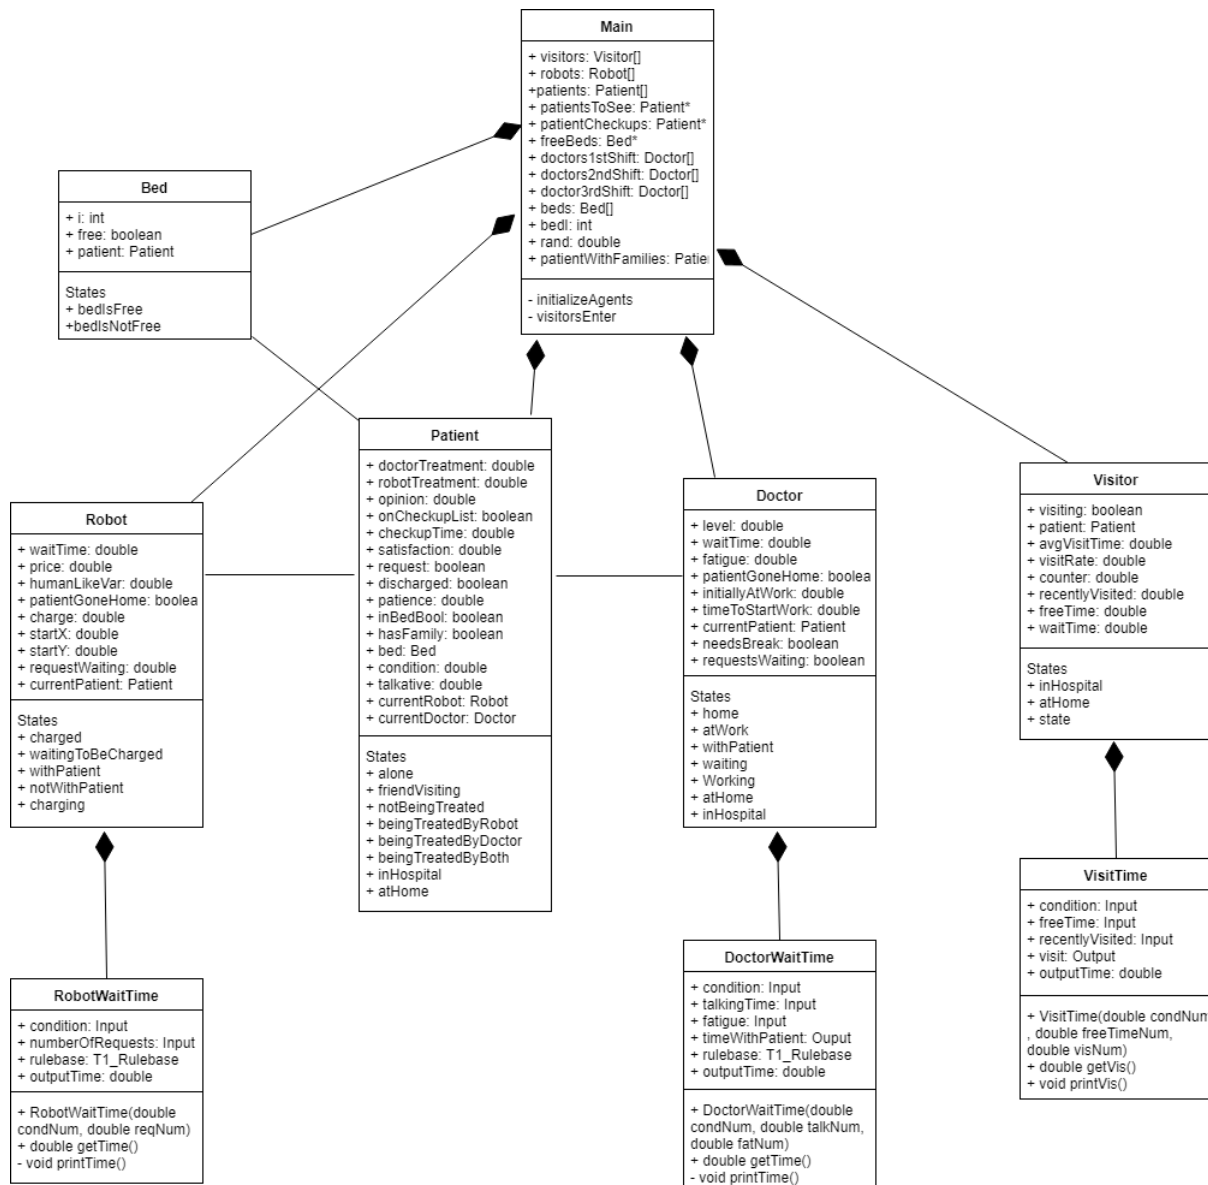 Main
+ visitors: Visitor[]
+ robots: Robot[]
+patients: Patient[]
+ patientsToSee: Patient*
+ patientCheckups: Patient*
+ freeBeds: Bed*
+ doctors1stShift: Doctor[]
+ doctors2ndShift: Doctor[]
+ doctor3rdShift: Doctor[]
+ beds: Bed[]
+ bedI: int
+ rand: double
+ patientWithFamilies:
- initializeAgents
- visitorsEnter
Bed
+ i: int
+ free: boolean
+ patient: Patient
States
+ bedIsFree
+bedIsNotFree
Patient
+ doctorTreatment: double
+ robotTreatment: double
+ opinion: double
+ onCheckupList: boolean
+ checkupTime: double
+ satisfaction: double
+ request: boolean
+ discharged: boolean
+ patience: double
+ inBedBool: boolean
+ hasFamily: boolean
+ bed: Bed
+ condition: double
+ talkative: double
+ currentRobot: Robot
+ currentDoctor: Doctor
States
+ alone
+ friendVisiting
+ notBeingTreated
+ beingTreatedByRobot
+ beingTreatedByDoctor
+ beingTreatedByBoth
+ inHospital
+ atHome
Robot
+ waitTime: double
+ price: double
+ humanLikeVar: double
+ patientGoneHome: boolea
+ charge: double
+ startX: double
+ startY: double
+ requestWaiting: double
+ currentPatient: Patient
States
+ charged
+ waitingToBeCharged
+ withPatient
+ notWithPatient
+ charging
Doctor
+ level: double
+ waitTime: double
+ fatigue: double
+ patientGoneHome: boolea
+ initiallyAtWork: double
+ timeToStartWork: double
+ currentPatient: Patient
+ needsBreak: boolean
+ requestsWaiting: boolean
States
+ home
+ atWork
+ withPatient
+ waiting
+ Working
+ atHome
+ inHospital
Visitor
+ visiting: boolean
+ patient: Patient
+ avgVisitTime: double
+ visitRate: double
+ counter: double
+ recentlyVisited: double
+ freeTime: double
+ waitTime: double
States
+ inHospital
+ atHome
+ state
RobotWaitTime
+ condition: Input
+ numberOfRequests: Input
+ rulebase: T1_Rulebase
+ outputTime: double
+ RobotWaitTime(double
condNum, double reqNum)
+ double getTime()
- void printTime()
DoctorWaitTime
+ condition: Input
+ talkingTime: Input
+ fatigue: Input
+ timeWithPatient: Ouput
+ rulebase: T1_Rulebase
+ outputTime: double
+ DoctorWaitTime(double
condNum, double talkNum,
double fatNum)
+ double getTime()
- void printTime()
VisitTime
+ condition: Input
+ freeTime: Input
+ recentlyVisited: Input
+ visit: Output
+ outputTime: double
+ VisitTime(double condNum
, double freeTimeNum,
double visNum)
+ double getVis()
+ void printVis()